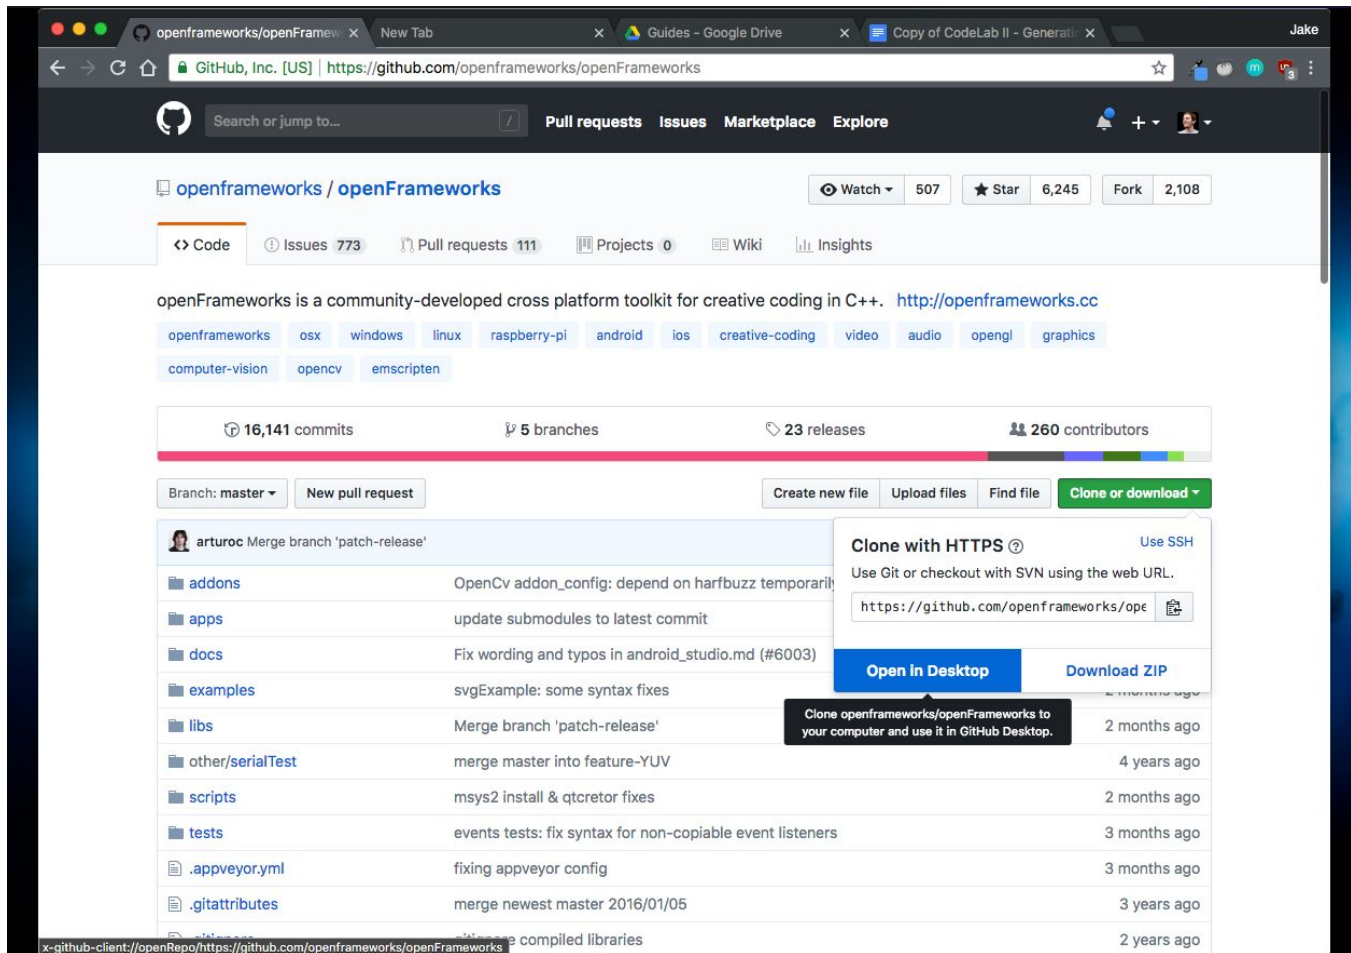 openframeworks/openFramew
New Tab
Guides - Google Drive
Copy of CodeLab II - Generati
Jake
GitHub, Inc. [US] | https://github.com/openframeworks/openFrameworks
m
3
Search or jump to...
/
Pull requests Issues Marketplace Explore
openframeworks / openFrameworks
Watch 507
Star 6,245
Fork 2,108
<> Code
Issues 773
Pull requests 111
Projects 0
Wiki
Insights
openFrameworks is a community-developed cross platform toolkit for creative coding in C++. http://openframeworks.cc
openframeworks osx windows linux raspberry-pi android ios creative-coding video audio opengl graphics
computer-vision opencv emscripten
16,141 commits
5 branches
23 releases
260 contributors
Branch: master
New pull request
Create new file
Upload files
Find file
Clone or download
arturoc Merge branch 'patch-release'
Clone with HTTPS ?
Use SSH
Use Git or checkout with SVN using the web URL.
https://github.com/openframeworks/ope
Open in Desktop
Download ZIP
Clone openframeworks/openFrameworks to
your computer and use it in GitHub Desktop.
addons OpenCv addon_config: depend on harfbuzz temporaril
apps update submodules to latest commit
docs Fix wording and typos in android_studio.md (#6003)
examples svgExample: some syntax fixes 2 months ago
libs Merge branch 'patch-release' 2 months ago
other/serialTest merge master into feature-YUV 4 years ago
scripts msys2 install & qtcretor fixes 2 months ago
tests events tests: fix syntax for non-copiable event listeners 3 months ago
.appveyor.yml fixing appveyor config 3 months ago
.gitattributes merge newest master 2016/01/05 3 years ago
compiled libraries 2 years ago
x-github-client://openRepo/https://github.com/openframeworks/openFrameworks